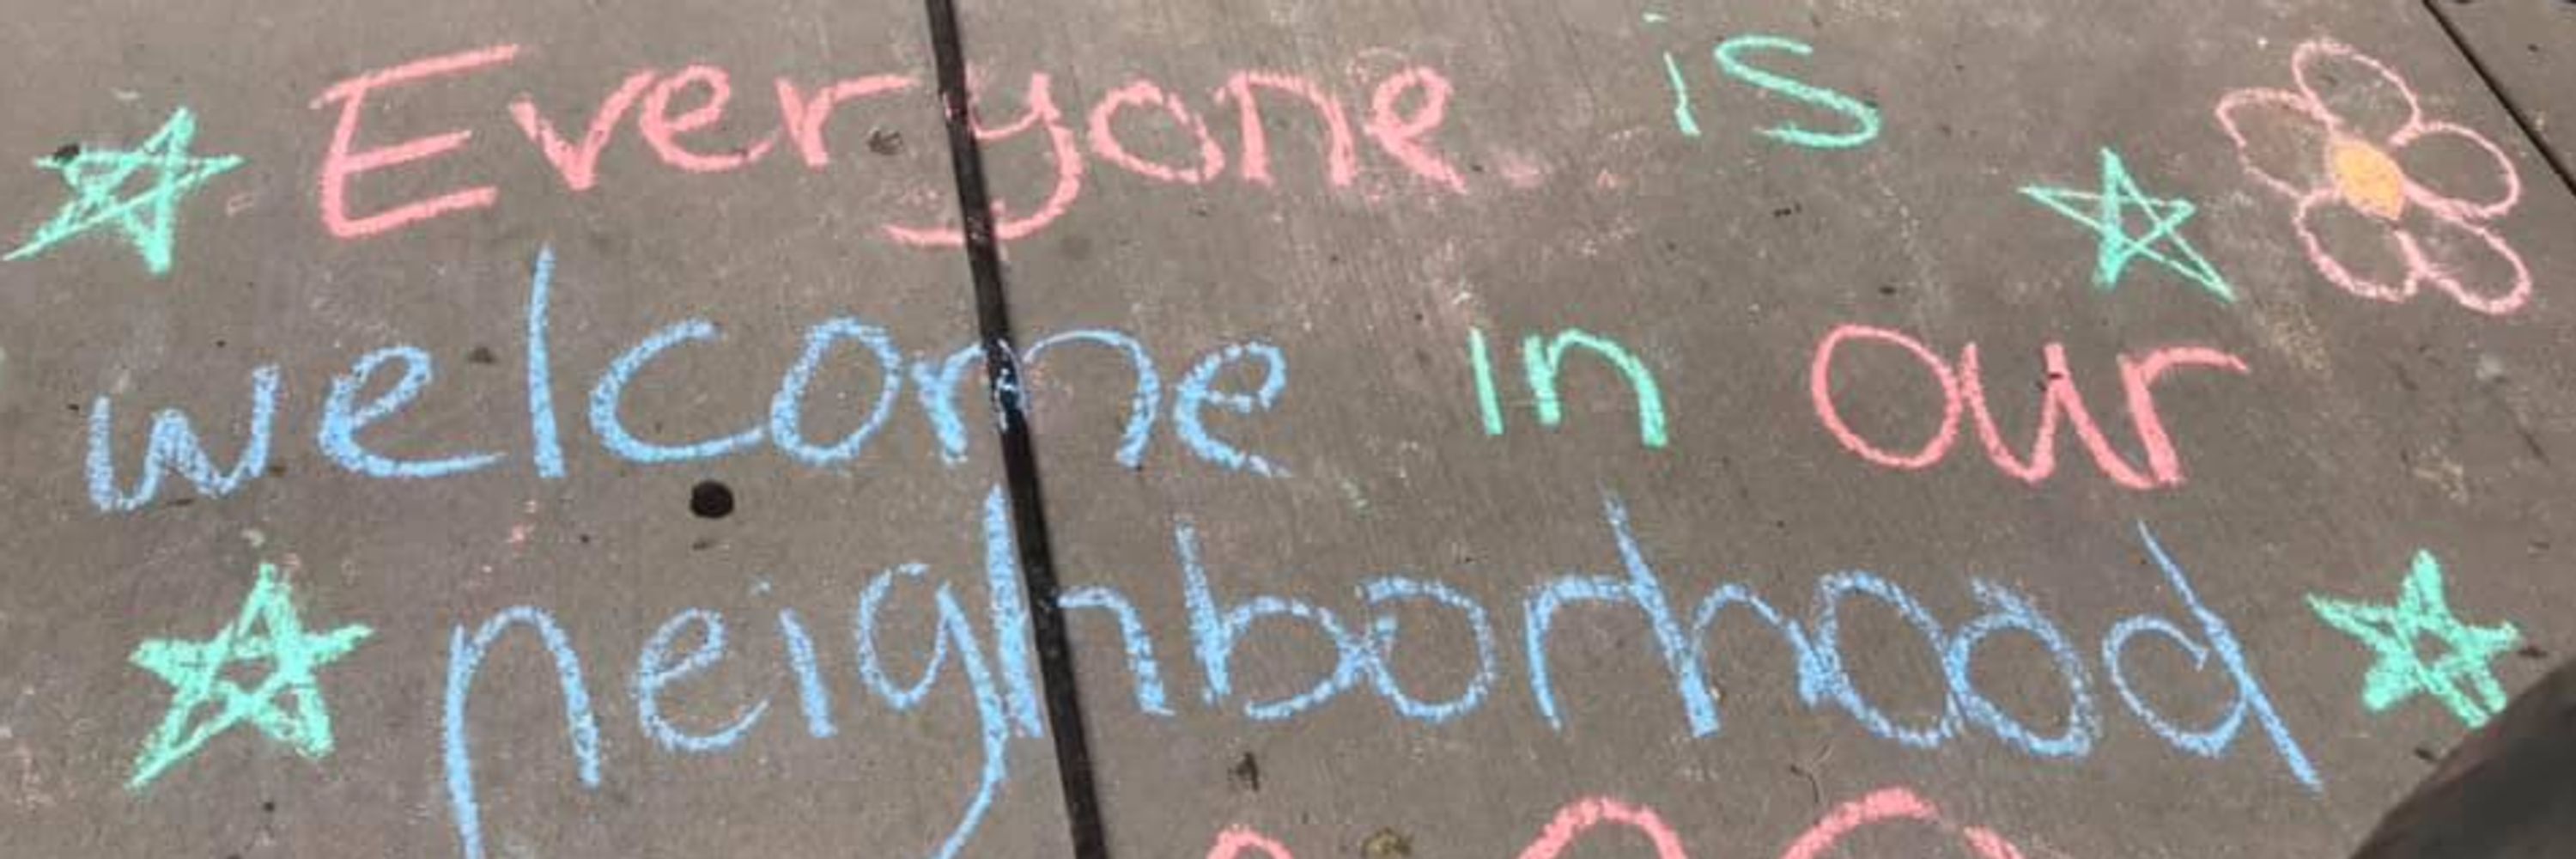 Everyone is
welcome in our
neighborhood